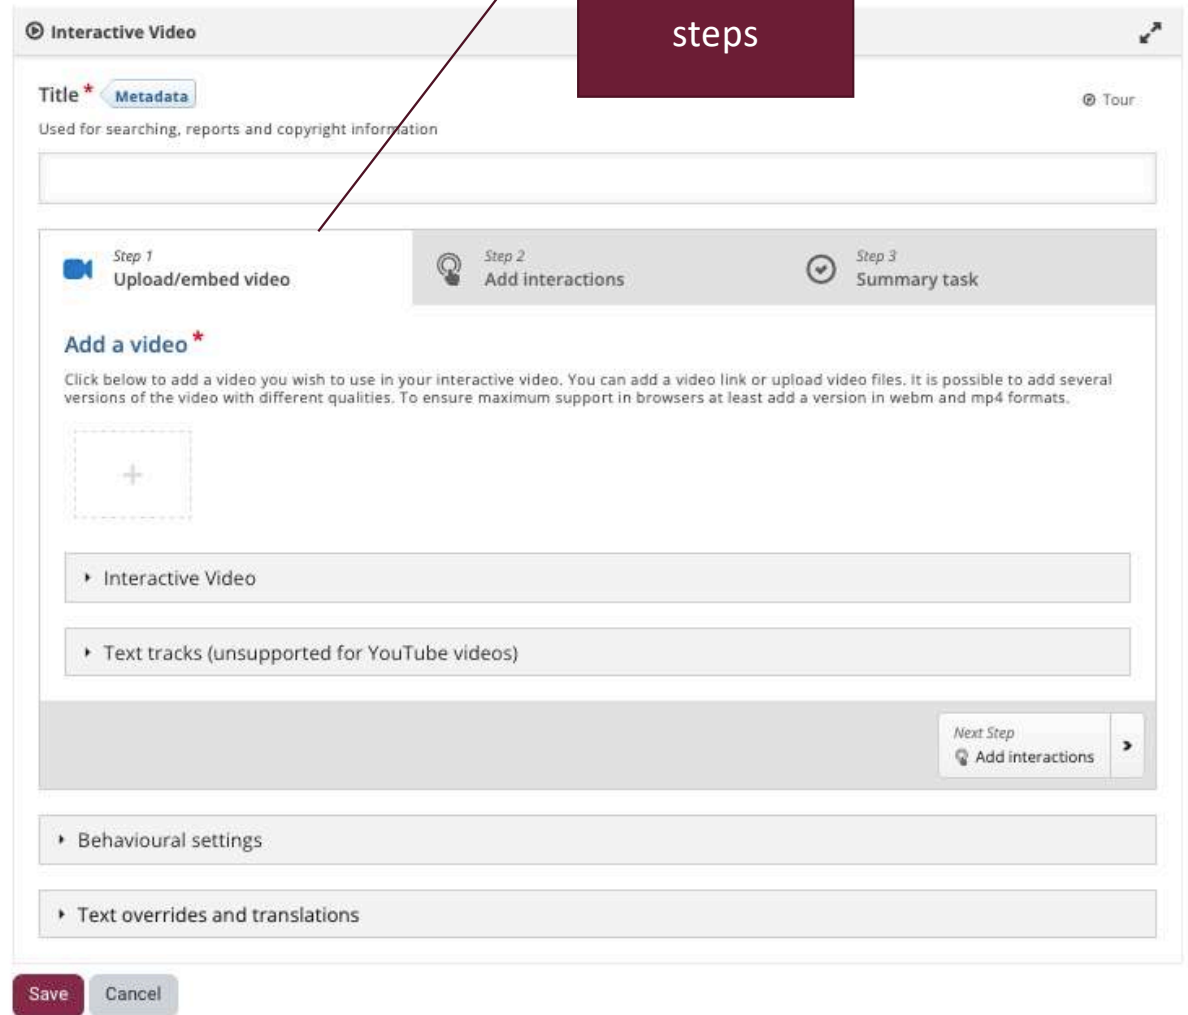 steps
Interactive Video
Title * Metadata
Tour
Used for searching, reports and copyright information
Step 1
Upload/embed video
Step 2
Add interactions
Step 3
Summary task
Add a video *
Click below to add a video you wish to use in your interactive video. You can add a video link or upload video files. It is possible to add several
versions of the video with different qualities. To ensure maximum support in browsers at least add a version in webm and mp4 formats.
Interactive Video
Text tracks (unsupported for YouTube videos)
Next Step
Add interactions
Behavioural settings
Text overrides and translations
Save Cancel